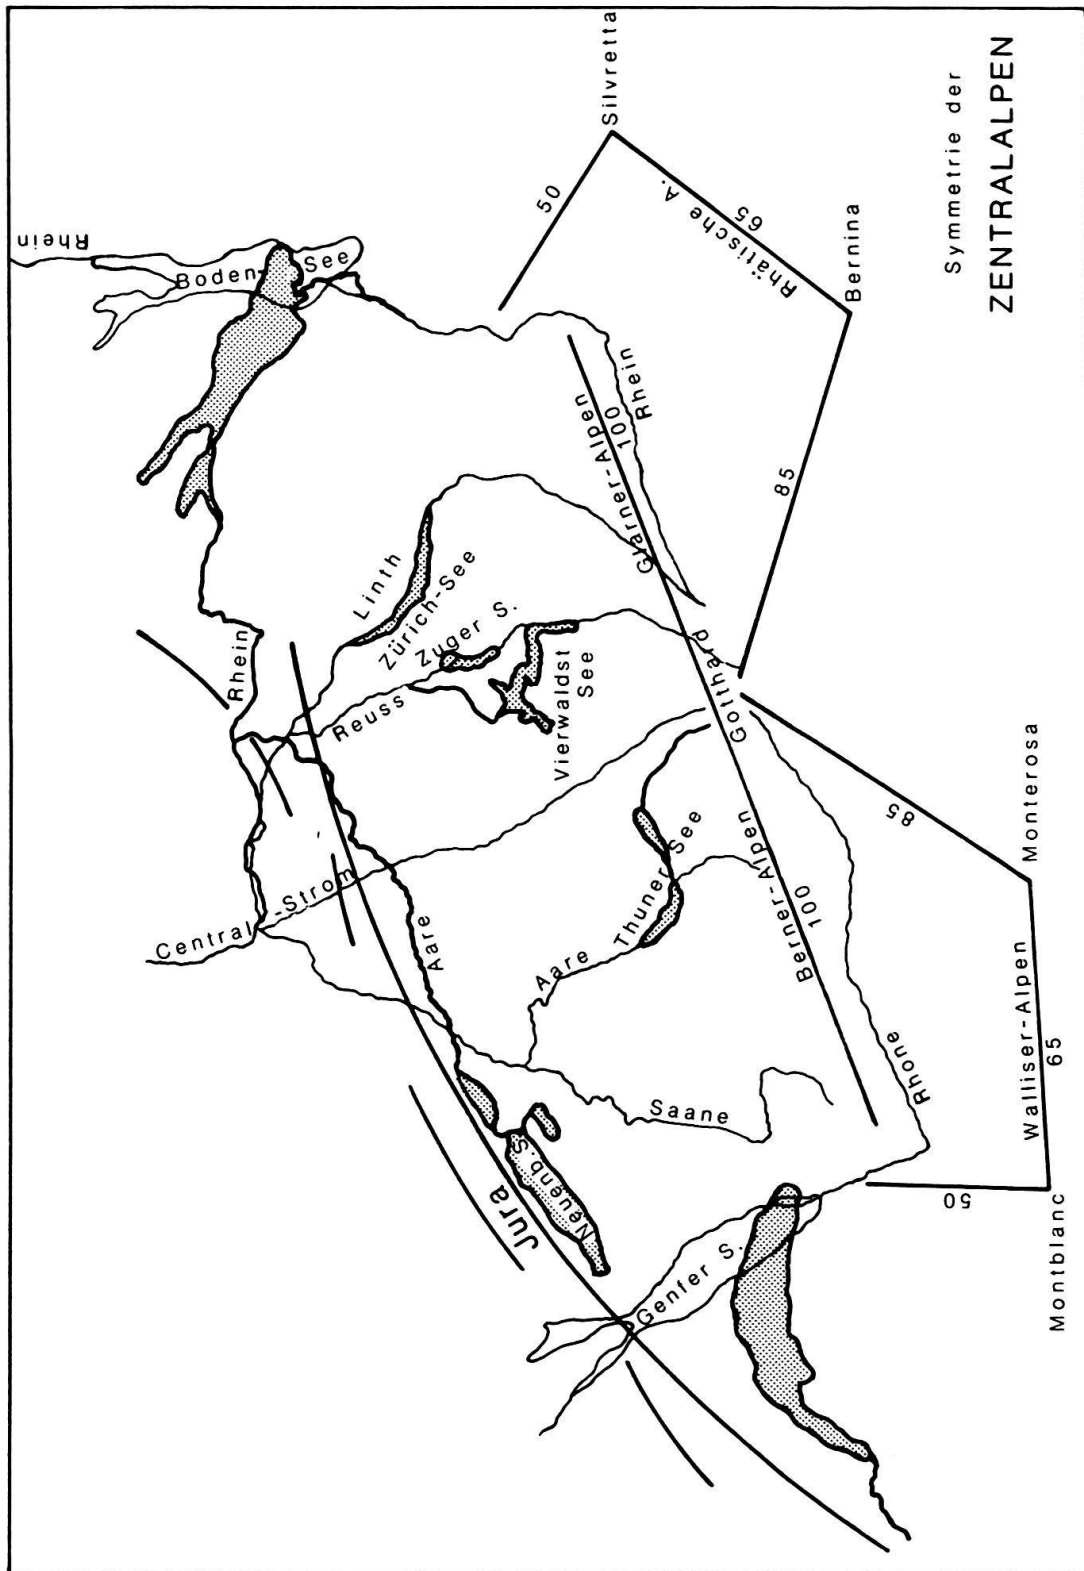 Symmetrie der
ZENTRALALPEN
Rhein
Boden-
See
Silvretta
50
Rhätische A.
65
Bernina
85
Glarner-Alpen
100
Rhein
Linth
Zürich-See
Zuger S.
Reuss
Vierwaldst
See
Rhein
Gotthard
Central-Strom
Aare
Aare
Thuner See
Berner-Alpen
100
85
Monterosa
Walliser-Alpen
65
Rhone
50
Montblanc
Saane
Jura
Neuenb.S.
Genfer S.